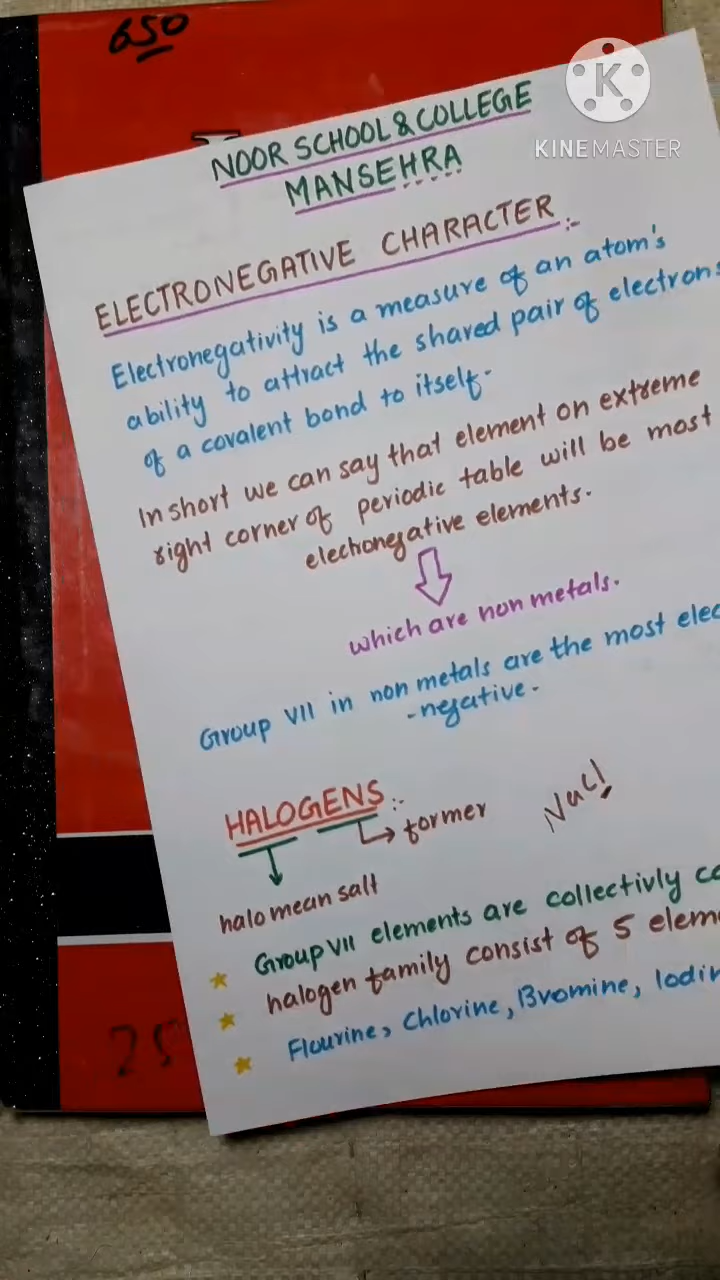 650
K
KINEMASTER
NOOR SCHOOL & COLLEGE
MANSEHRA
ELECTRONEGATIVE CHARACTER:-
Electronegativity is a measure of an atom's
ability to attract the shared pair of electrons
of a covalent bond to itself.
In short we can say that element on extreme
right corner of periodic table will be most
electronegative elements.
which are non metals.
Group VII in non metals are the most elec
-negative-
HALOGENS:-
former
NaCl
halo mean salt
Group VII elements are collectivly ca
halogen family consist of 5 elem
Flourine, Chlorine, Bromine, Iodin